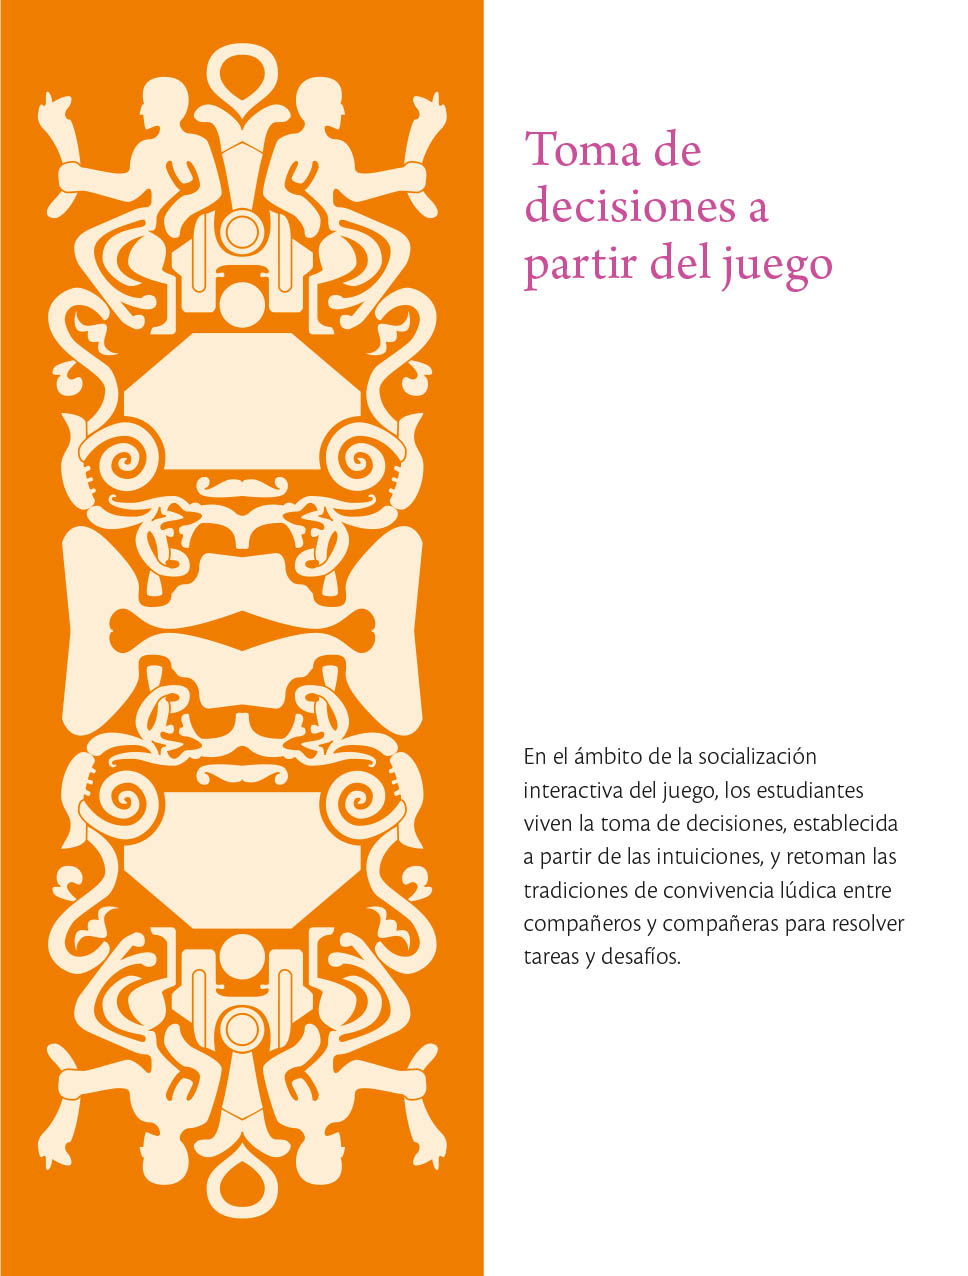 Toma de
decisiones a
partir del juego
En el ámbito de la socialización
interactiva del juego, los estudiantes
viven la toma de decisiones, establecida
a partir de las intuiciones, y retoman las
tradiciones de convivencia lúdica entre
compañeros y compañeras para resolver
tareas y desafíos.